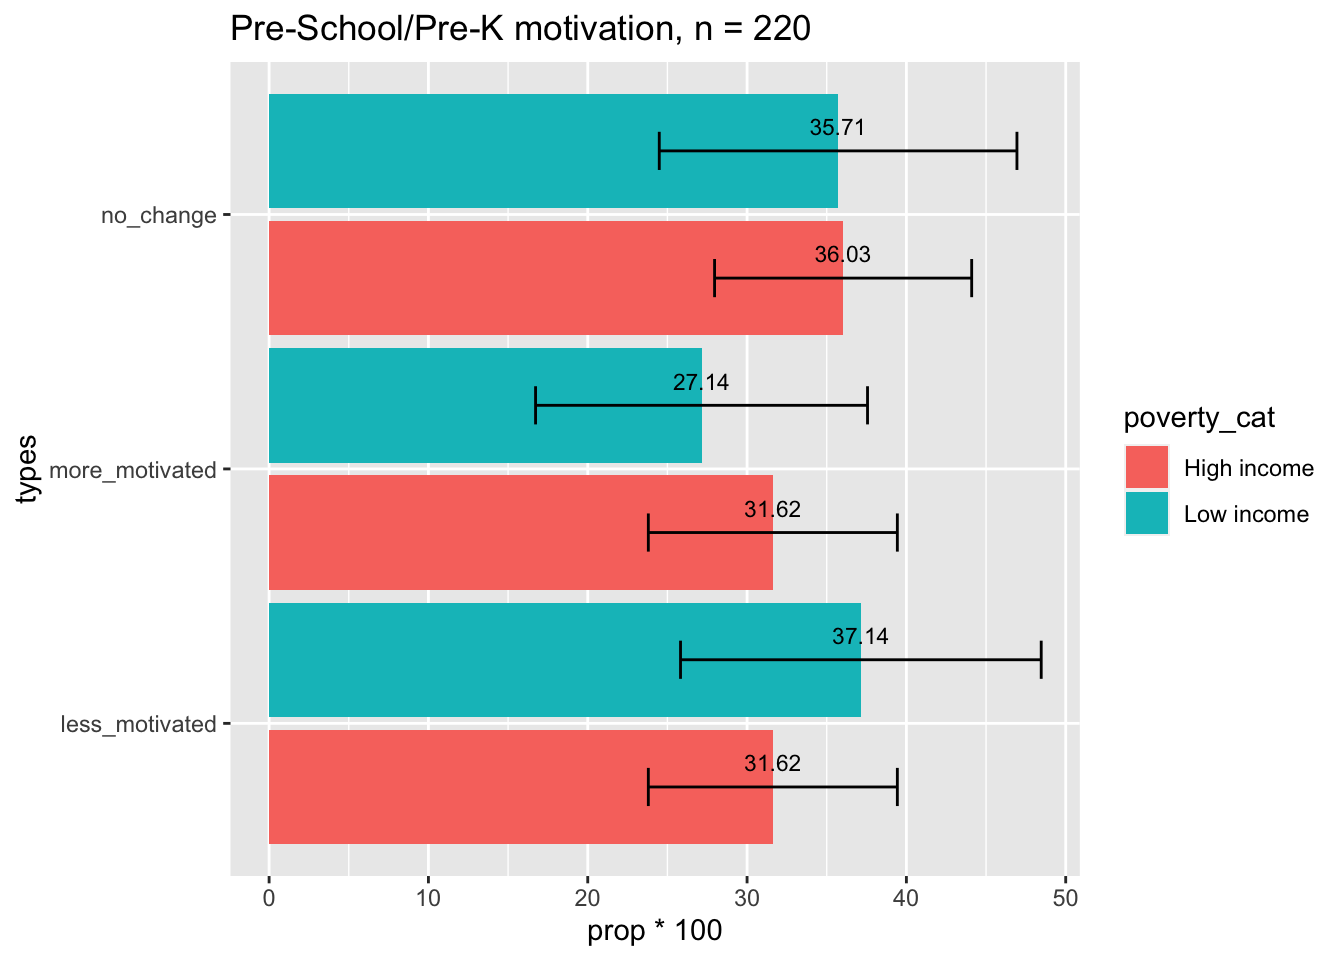 Pre-School/Pre-K motivation, n = 220
35.71
no_change
36.03
27.14
types
more_motivated
31.62
37.14
less_motivated
31.62
0 10 20 30 40 50
prop * 100
poverty_cat
High income
Low income